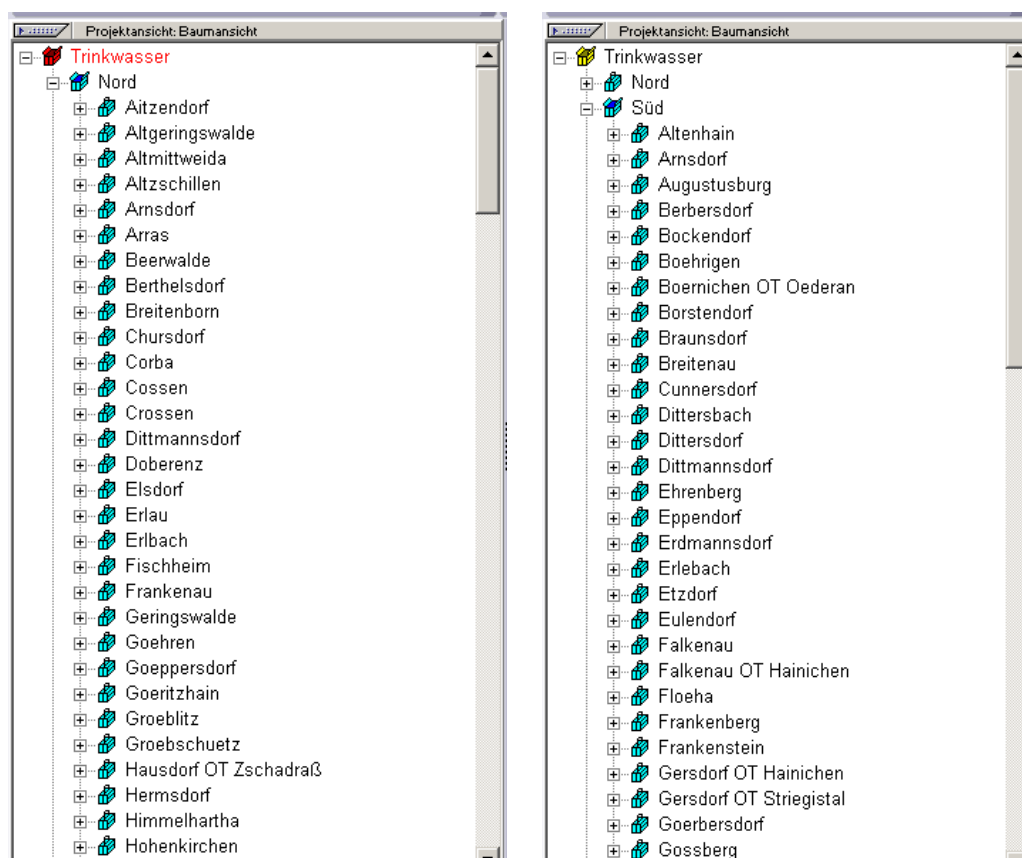 Projektansicht: Baumansicht
Trinkwasser
Nord
Aitzendorf
Altgeringswalde
Altmittweida
Altzschillen
Arnsdorf
Arras
Beerwalde
Berthelsdorf
Breitenborn
Chursdorf
Corba
Cossen
Crossen
Dittmannsdorf
Doberenz
Elsdorf
Erlau
Erlbach
Fischheim
Frankenau
Geringswalde
Goehren
Goeppersdorf
Goeritzhain
Groeblitz
Groebschuetz
Hausdorf OT Zschadraß
Hermsdorf
Himmelhartha
Hohenkirchen
Projektansicht: Baumansicht
Trinkwasser
Nord
Süd
Altenhain
Arnsdorf
Augustusburg
Berbersdorf
Bockendorf
Boehrigen
Boernichen OT Oederan
Borstendorf
Braunsdorf
Breitenau
Cunnersdorf
Dittersbach
Dittersdorf
Dittmannsdorf
Ehrenberg
Eppendorf
Erdmannsdorf
Erlebach
Etzdorf
Eulendorf
Falkenau
Falkenau OT Hainichen
Floeha
Frankenberg
Frankenstein
Gersdorf OT Hainichen
Gersdorf OT Striegistal
Goerbersdorf
Gossberg